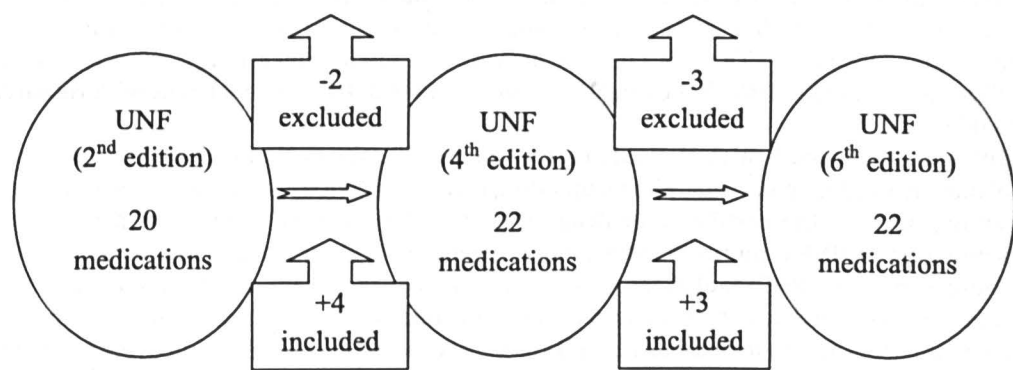 -2
excluded
-3
excluded
UNF
(2nd edition)
20
medications
UNF
(4th edition)
22
medications
UNF
(6th edition)
22
medications
+4
included
+3
included